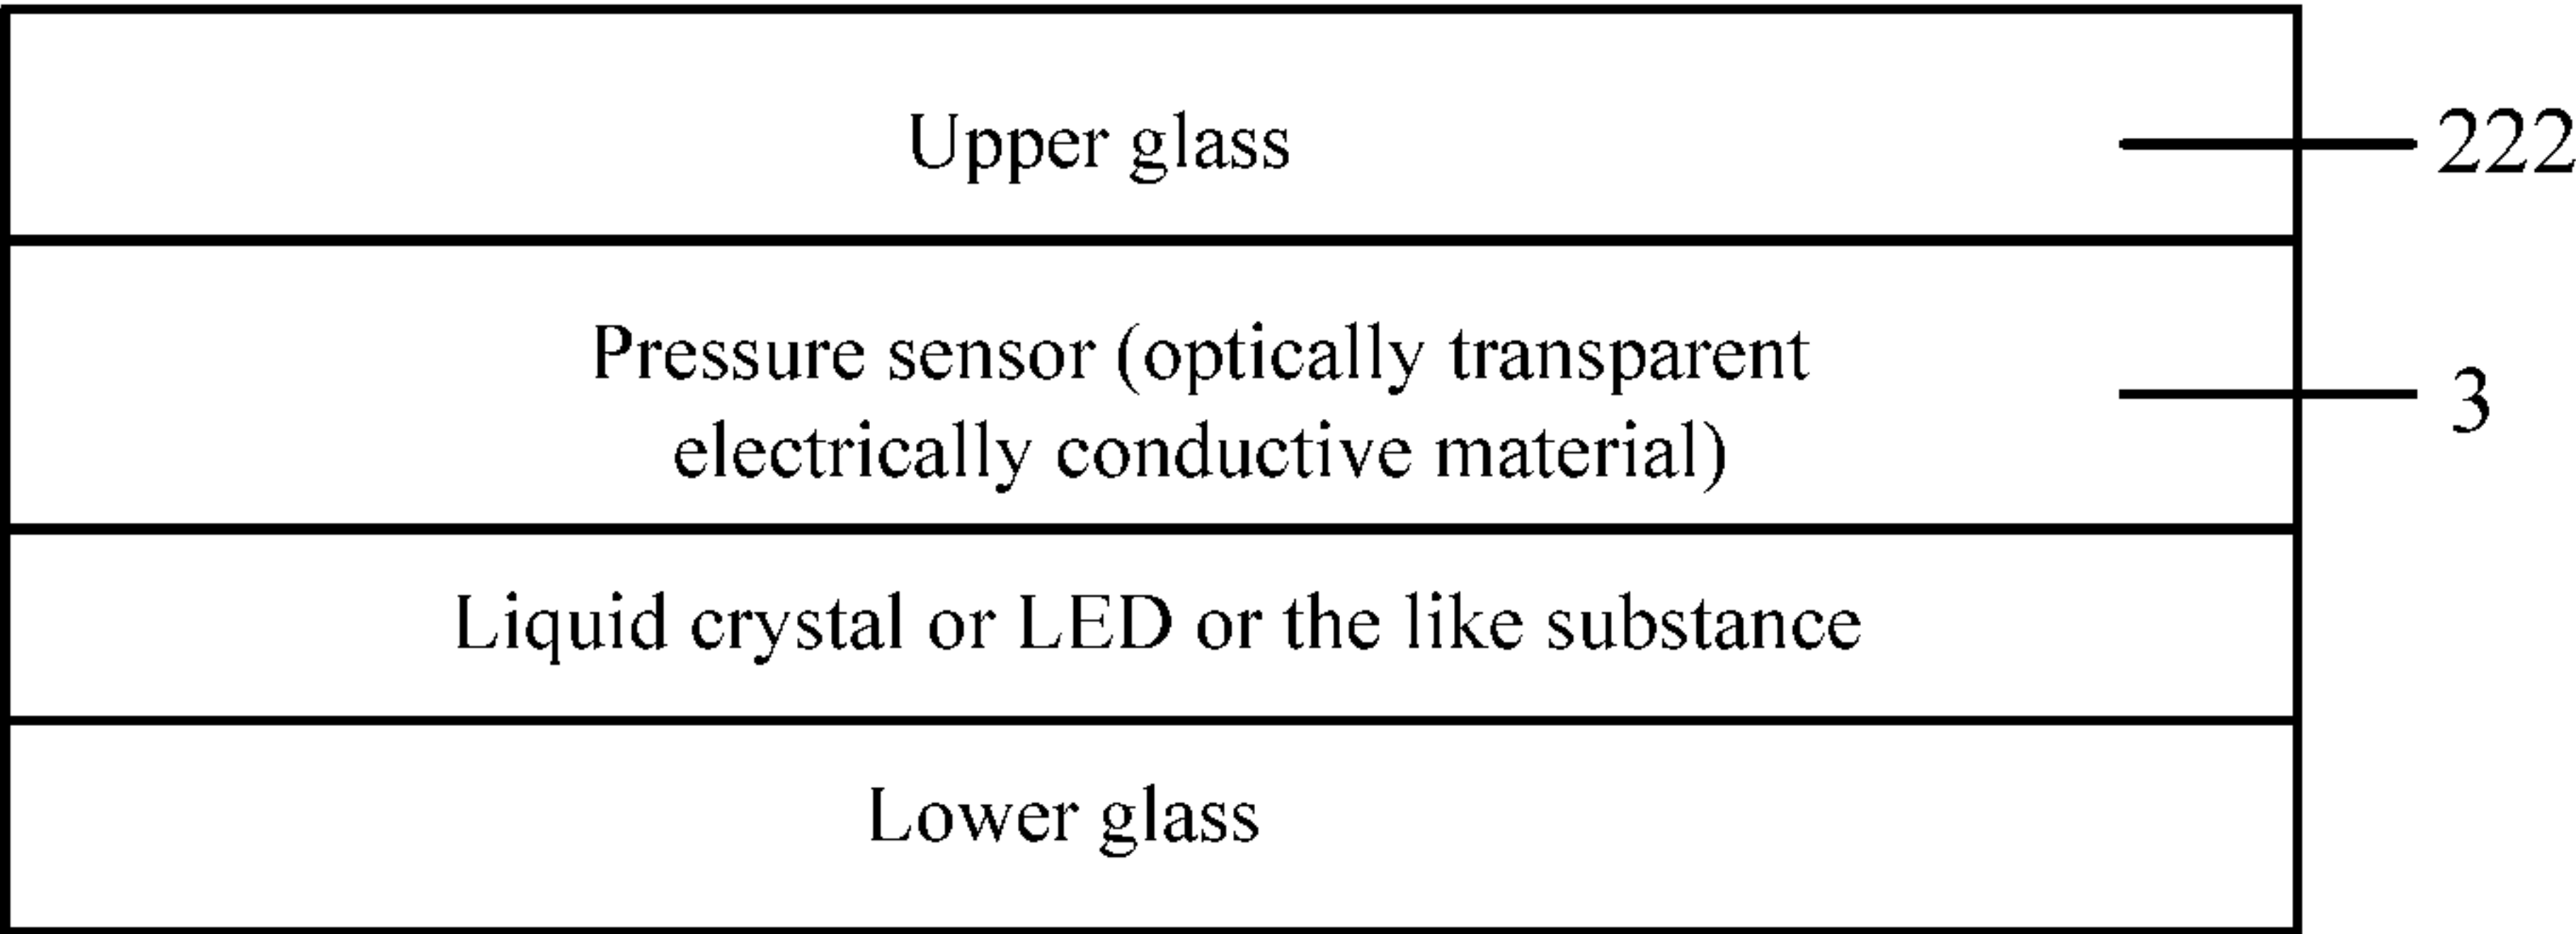 Upper glass
222
Pressure sensor (optically transparent
electrically conductive material)
3
Liquid crystal or LED or the like substance
Lower glass